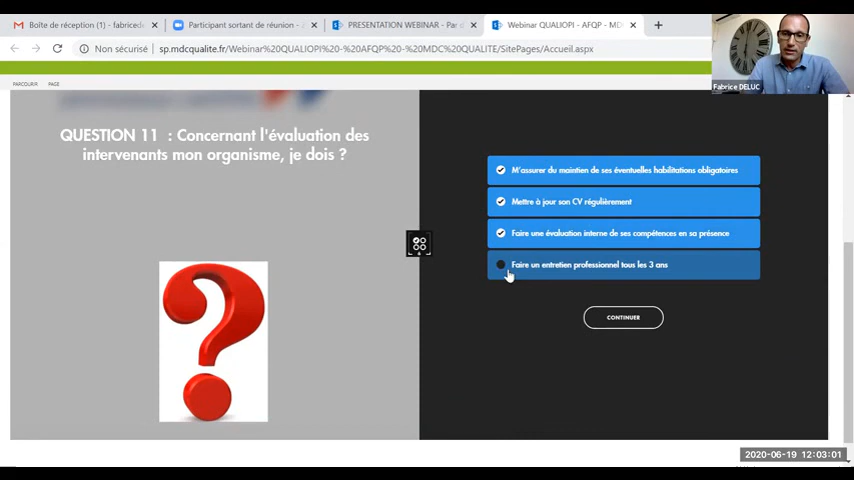 Boîte de réception (1) - fabricede
Participant sortant de réunion - Z
PRESENTATION WEBINAR - Par d
Webinar QUALIOPI - AFQP - MD
Non sécurisé
sp.mdcqualite.fr/Webinar%20QUALIOPI%20-%20AFQP%20-%20MDC%20QUALITE/SitePages/Accueil.aspx
Fabrice DELUC
PARCOURIR
PAGE
QUESTION 11 : Concernant l'évaluation des
intervenants mon organisme, je dois ?
M'assurer du maintien de ses éventuelles habilitations obligatoires
Mettre à jour son CV régulièrement
Faire une évaluation interne de ses compétences en sa présence
Faire un entretien professionnel tous les 3 ans
CONTINUER
2020-06-19 12:03:01